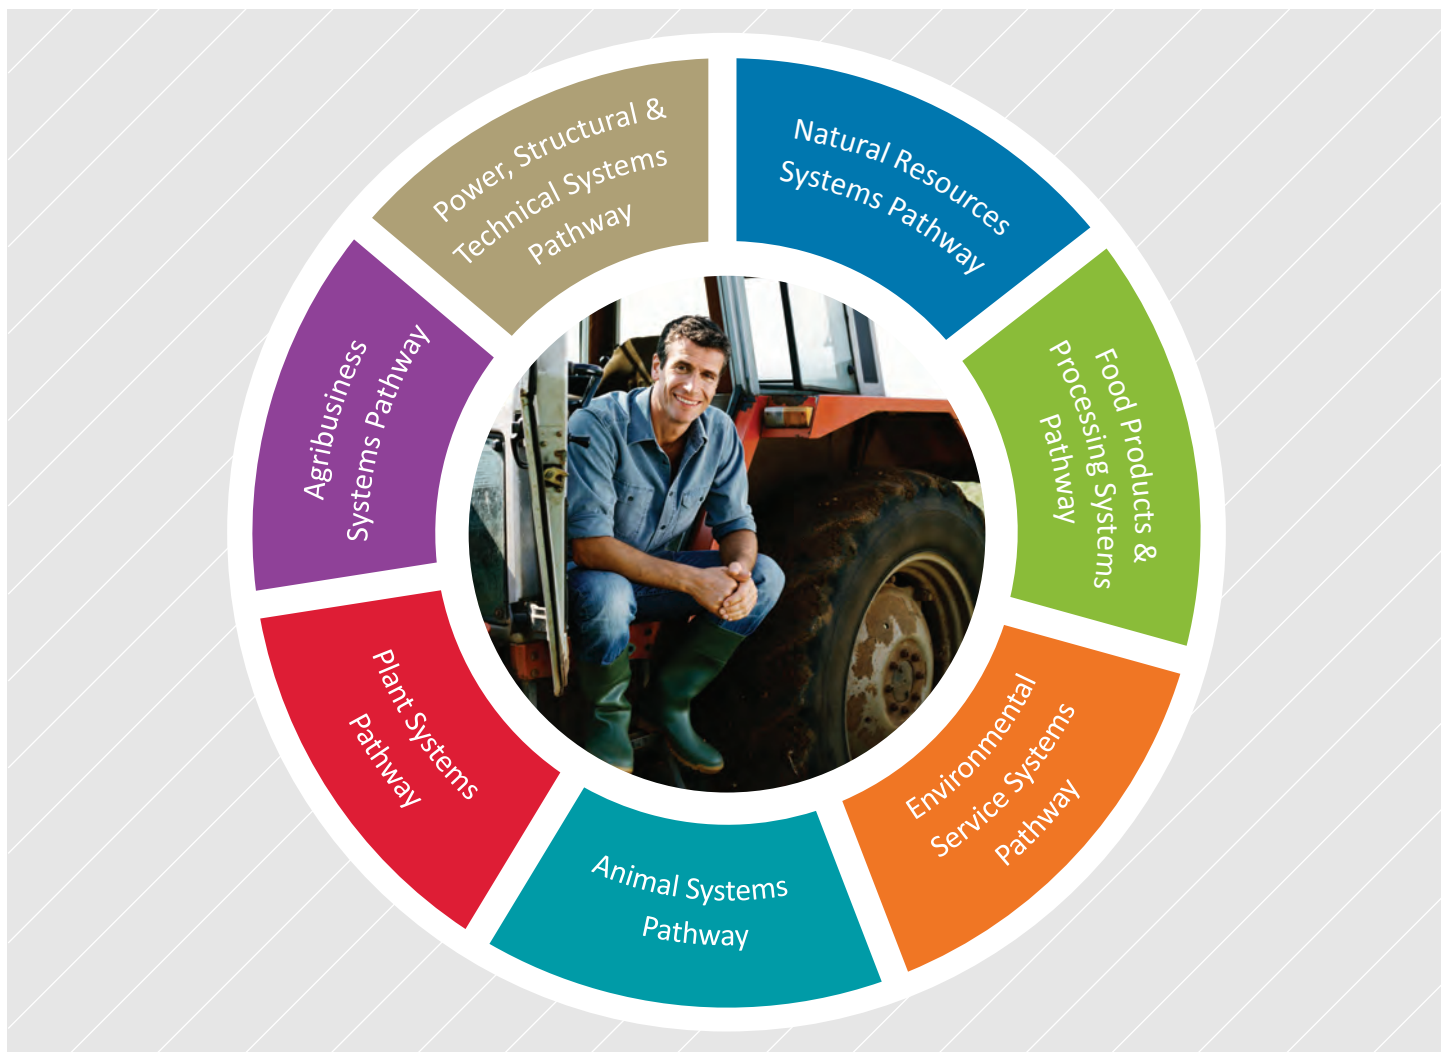 Natural Resources
Systems Pathway
Food Products &
Processing Systems
Pathway
Environmental
Service Systems
Pathway
Animal Systems
Pathway
Plant Systems
Pathway
Agribusiness
Systems Pathway
Power, Structural &
Technical Systems
Pathway